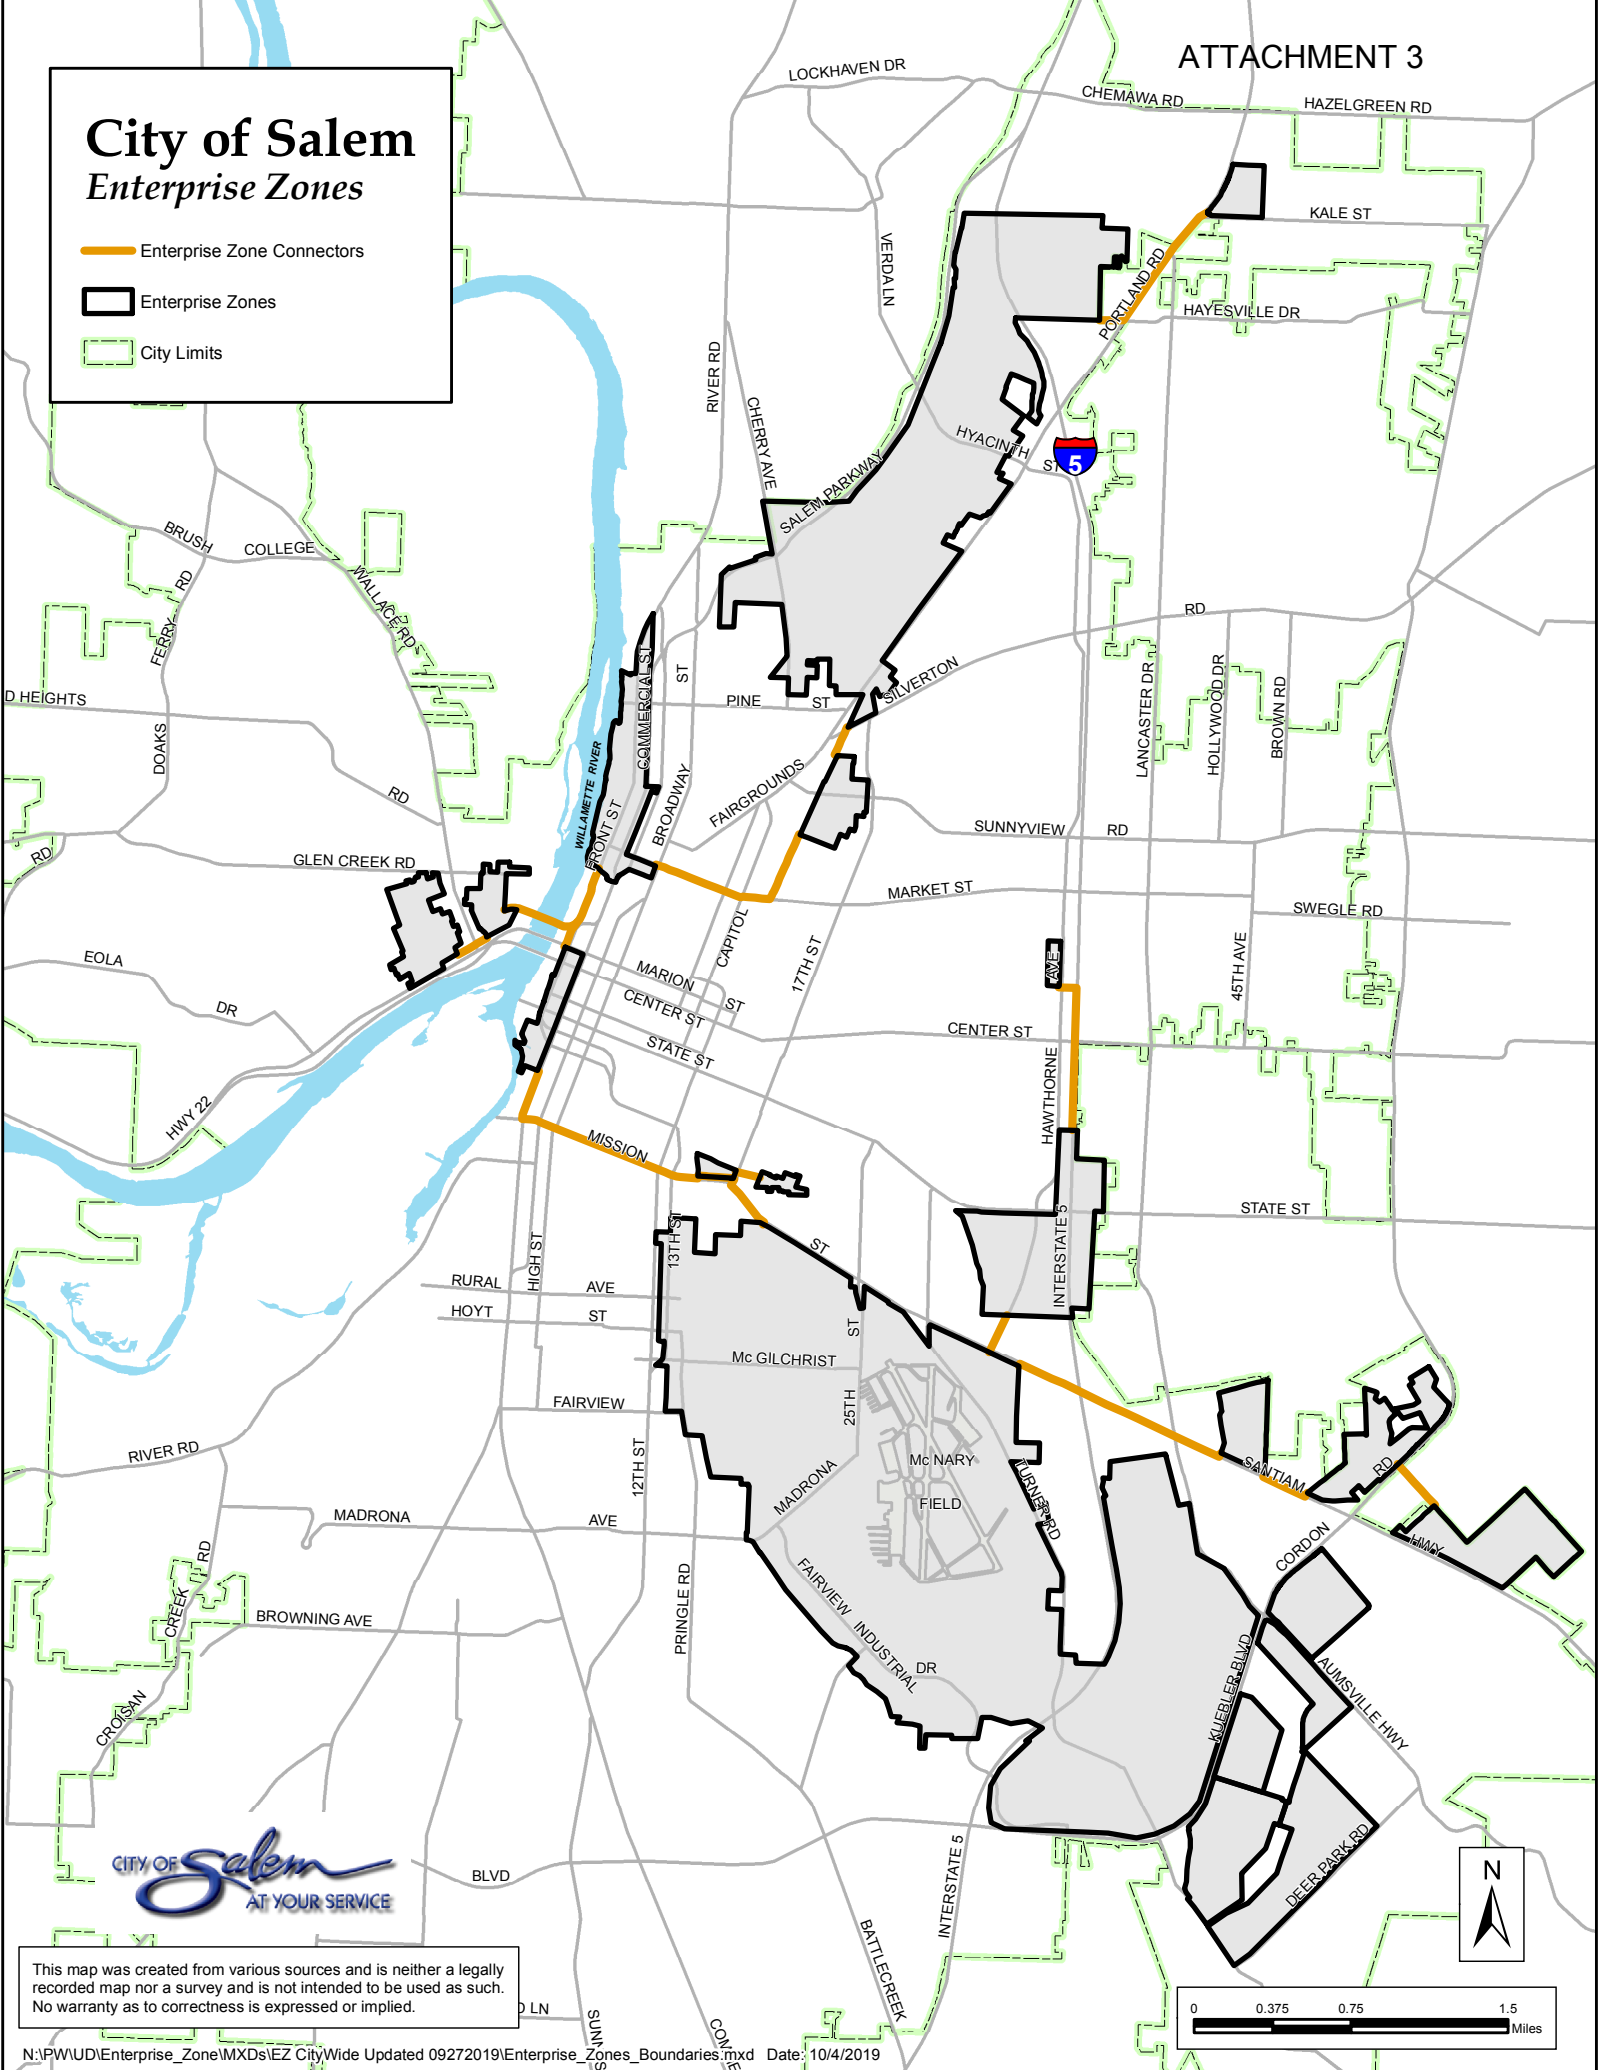 ATTACHMENT 3
City of Salem
Enterprise Zones
Enterprise Zone Connectors
Enterprise Zones
City Limits
LOCKHAVEN DR
CHEMAWA RD
HAZELGREEN RD
KALE ST
VERDA LN
PORTLAND RD
HAYESVILLE DR
RIVER RD
CHERRY AVE
HYACINTH
ST
5
SALEM PARKWAY
BRUSH
COLLEGE
WALLACE RD
FERRY
RD
RD
D HEIGHTS
DOAKS
RD
COMMERCIAL ST
ST
PINE
ST
SILVERTON
LANCASTER DR
HOLLYWOOD DR
BROWN RD
WILLAMETTE RIVER
FRONT ST
BROADWAY
FAIRGROUNDS
SUNNYVIEW
RD
RD
GLEN CREEK RD
MARKET ST
SWEGLE RD
EOLA
DR
MARION
ST
CAPITOL
17TH ST
AVE
45TH AVE
CENTER ST
CENTER ST
STATE ST
HWY 22
HAWTHORNE
MISSION
ST
STATE ST
13TH ST
HIGH ST
INTERSTATE 5
RURAL
AVE
HOYT
ST
ST
Mc GILCHRIST
25TH
FAIRVIEW
RIVER RD
12TH ST
Mc NARY
FIELD
MADRONA
TURNER RD
SANTIAM
RD
HWY
CORDON
MADRONA
AVE
CREEK
RD
FAIRVIEW
INDUSTRIAL
DR
PRINGLE RD
BROWNING AVE
CROISAN
KUEBLER BLVD
AUMSVILLE HWY
DEER PARK RD
CITY OF Salem
AT YOUR SERVICE
BLVD
INTERSTATE 5
BATTLECREEK
N
This map was created from various sources and is neither a legally
recorded map nor a survey and is not intended to be used as such.
No warranty as to correctness is expressed or implied.
D LN
SUNN
S
COM
E
0 0.375 0.75 1.5
Miles
N:\PW\UD\Enterprise_Zone\MXDs\EZ CityWide Updated 09272019\Enterprise_Zones_Boundaries.mxd Date: 10/4/2019